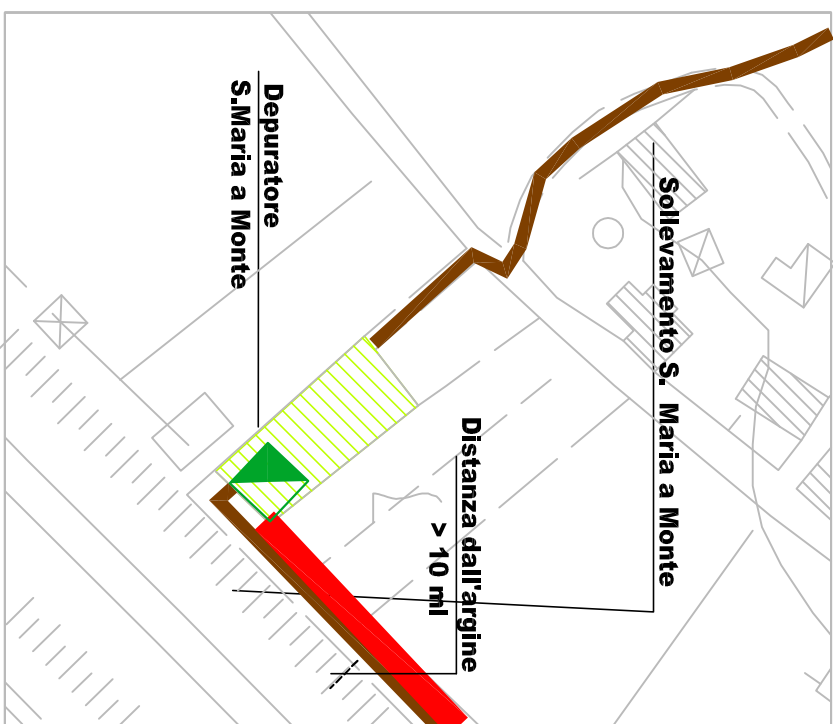 Depuratore
S.Maria a Monte
Sollevamento S. Maria a Monte
Distanza dall'argine
> 10 ml